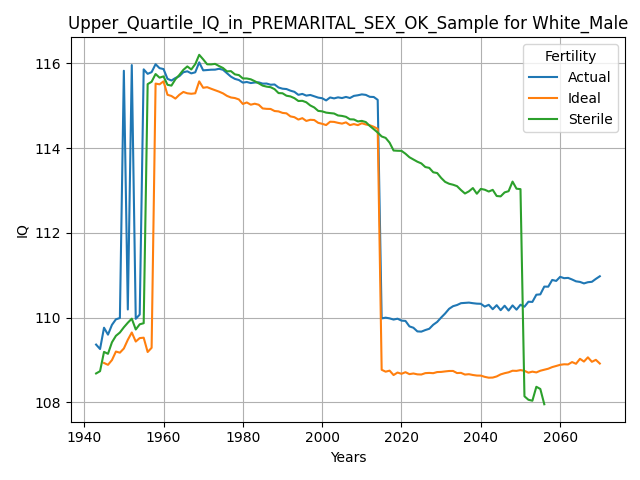 Upper_Quartile_IQ_in_PREMARITAL_SEX_OK_Sample for White_Male
Fertility
Actual
Ideal
Sterile
116
114
112
110
108
IQ
1940
1960
1980
2000
2020
2040
2060
Years